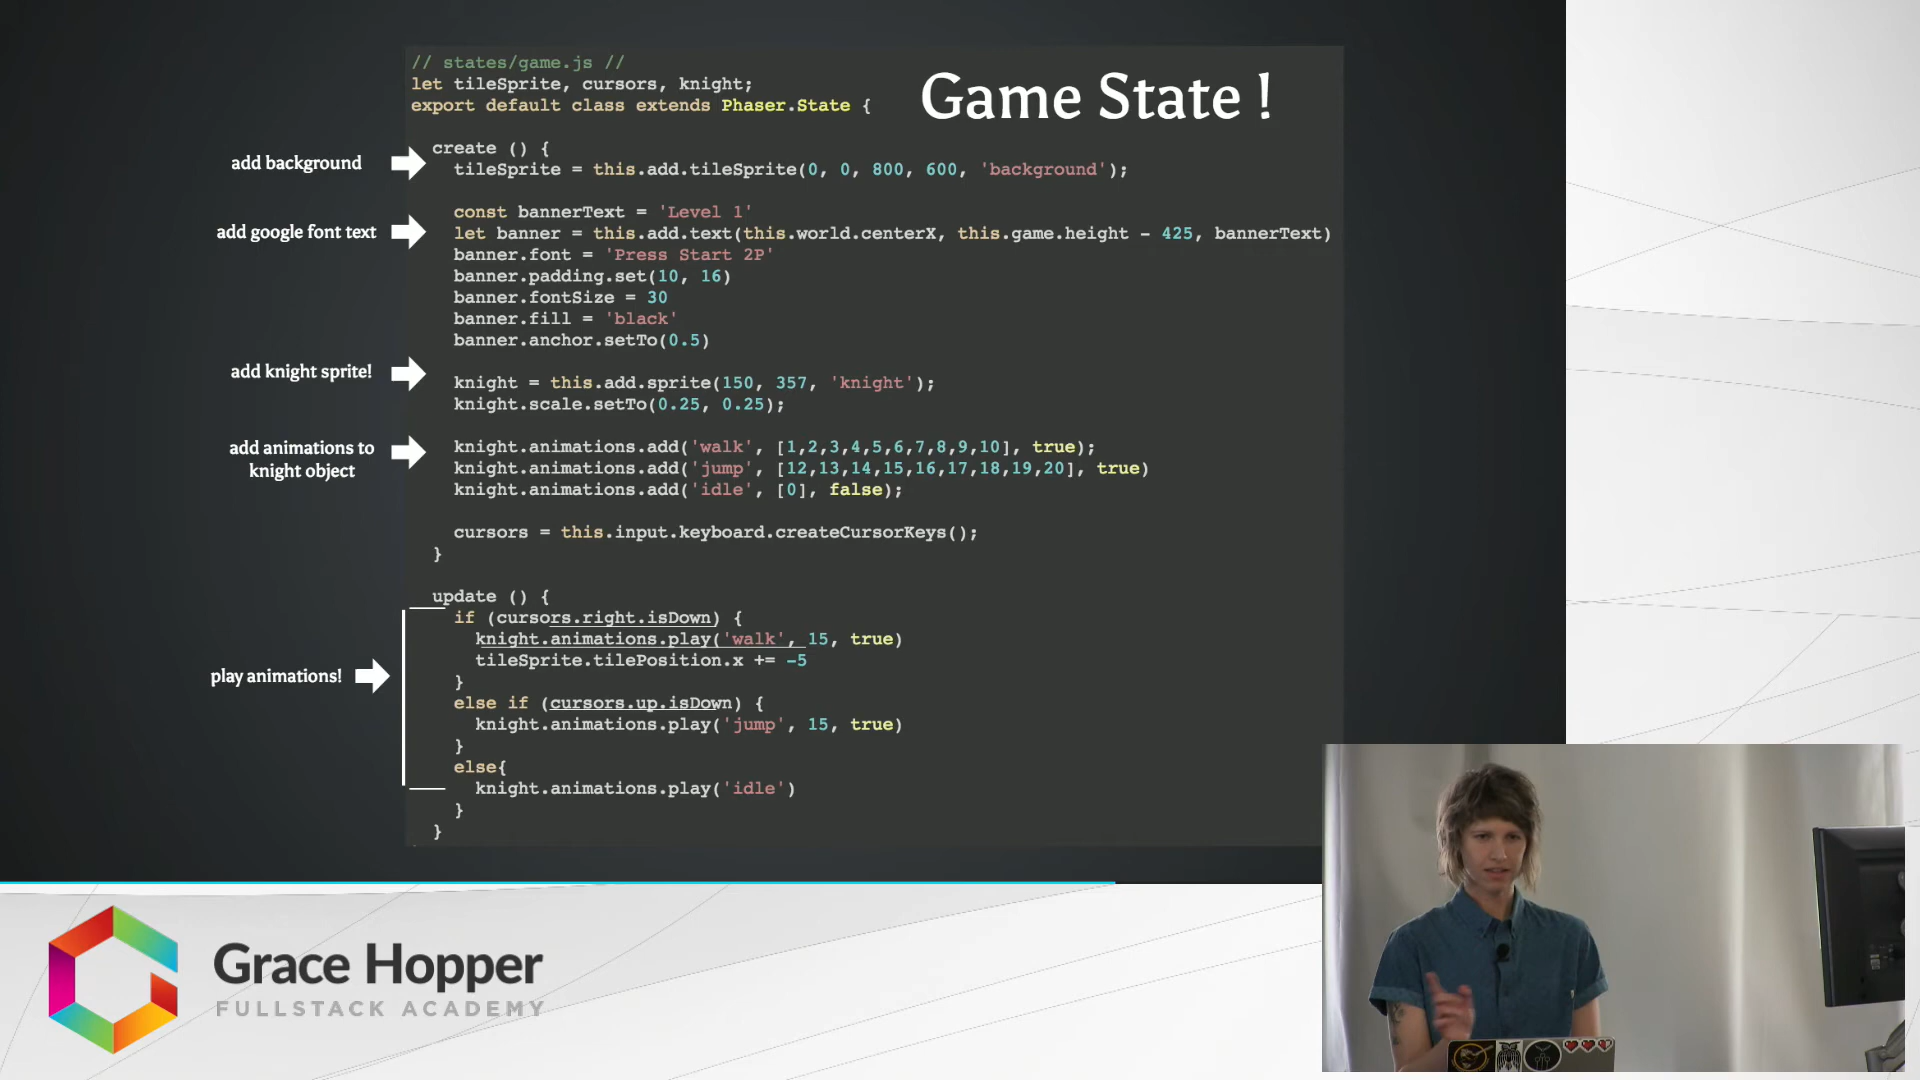 Game State !
// states/game.js //
let tileSprite, cursors, knight;
export default class extends Phaser.State {
create () {
add background
tileSprite = this.add.tileSprite(0, 0, 800, 600, 'background');
const bannerText = 'Level 1'
add google font text
let banner = this.add.text(this.world.centerX, this.game.height - 425, bannerText)
banner.font = 'Press Start 2P'
banner.padding.set(10, 16)
banner.fontSize = 30
banner.fill = 'black'
banner.anchor.setTo(0.5)
add knight sprite!
knight = this.add.sprite(150, 357, 'knight');
knight.scale.setTo(0.25, 0.25);
add animations to
knight object
knight.animations.add('walk', [1,2,3,4,5,6,7,8,9,10], true);
knight.animations.add('jump', [12,13,14,15,16,17,18,19,20], true)
knight.animations.add('idle', [0], false);
cursors = this.input.keyboard.createCursorKeys();
}
update () {
if (cursors.right.isDown) {
knight.animations.play('walk', 15, true)
tileSprite.tilePosition.x += -5
}
play animations!
else if (cursors.up.isDown) {
knight.animations.play('jump', 15, true)
}
else{
knight.animations.play('idle')
}
}
Grace Hopper
FULLSTACK ACADEMY